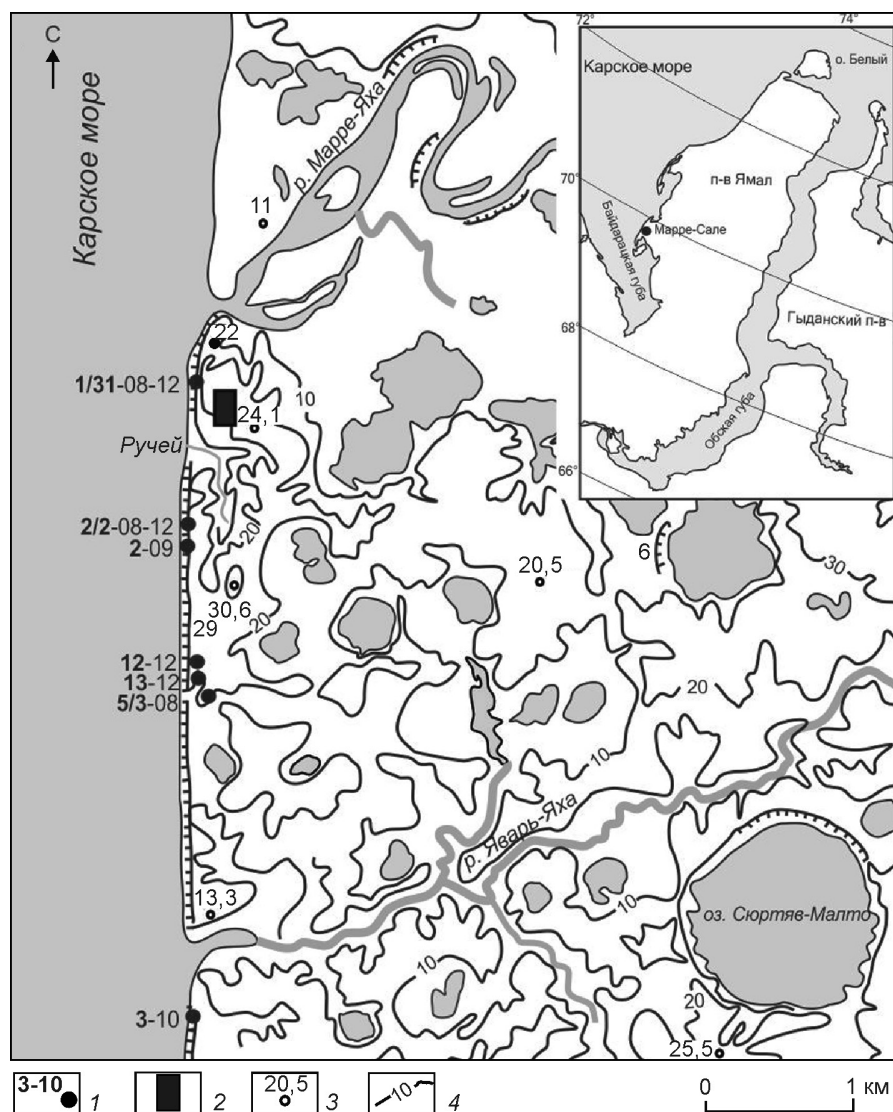 С
Карское море
р. Марре-Яха
11
22
1/31-08-12
24,1
10
Ручей
2/2-08-12
2-09
20
30,6
29
20
12-12
13-12
5/3-08
20,5
6
30
20
10
р. Яварь-Яха
13,3
10
10
оз. Сюртяв-Малто
20
3-10
25,5
72°
74°
Карское море
о. Белый
70°
п-в Ямал
Байдарацкая губа
Марре-Сале
68°
Гыданский п-в
Обская губа
66°
3-10 1
2
20,5 3
10 4
0 1 км